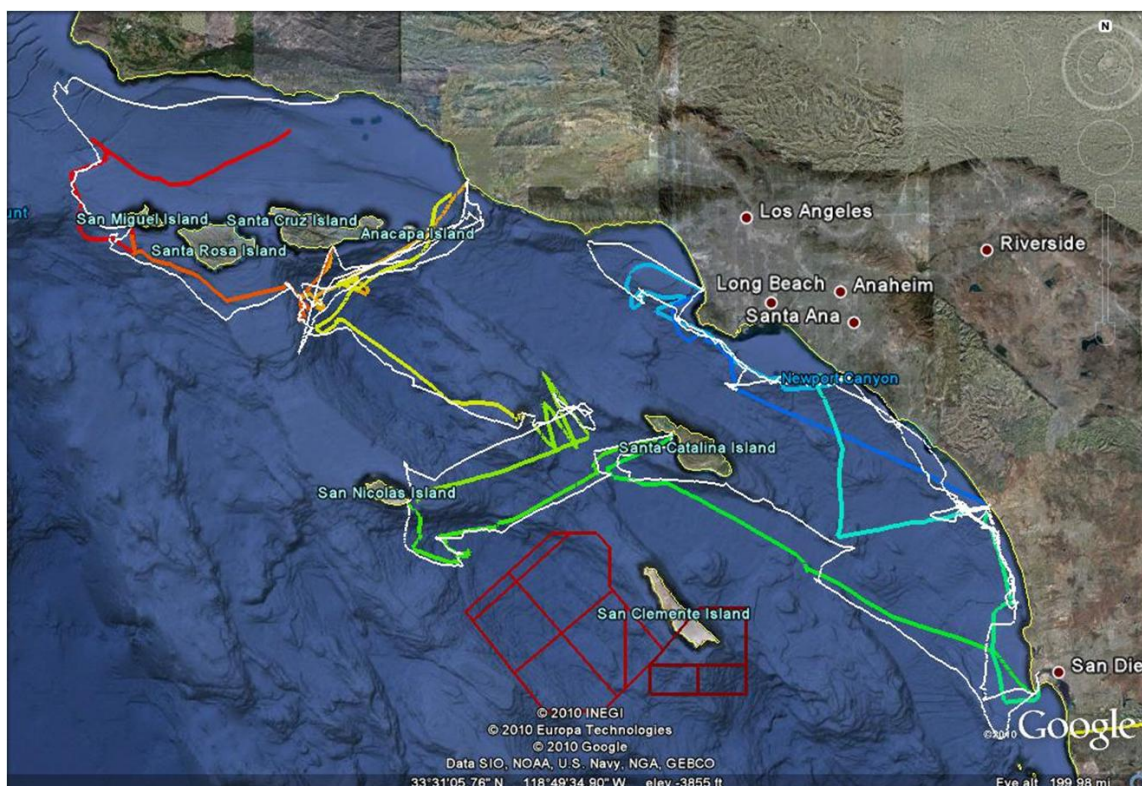 N
Los Angeles
Riverside
unt
San Miguel Island
Santa Cruz Island
Anacapa Island
Santa Rosa Island
Long Beach
Anaheim
Santa Ana
Newport Canyon
Santa Catalina Island
San Nicolas Island
San Clemente Island
San Die
© 2010 INEGI
© 2010 Europa Technologies
© 2010 Google
Data SIO, NOAA, U.S. Navy, NGA, GEBCO
©2010 Google
33°31'05.76" N 118°49'34.90" W elev -3855 ft Eye alt 199.98 mi